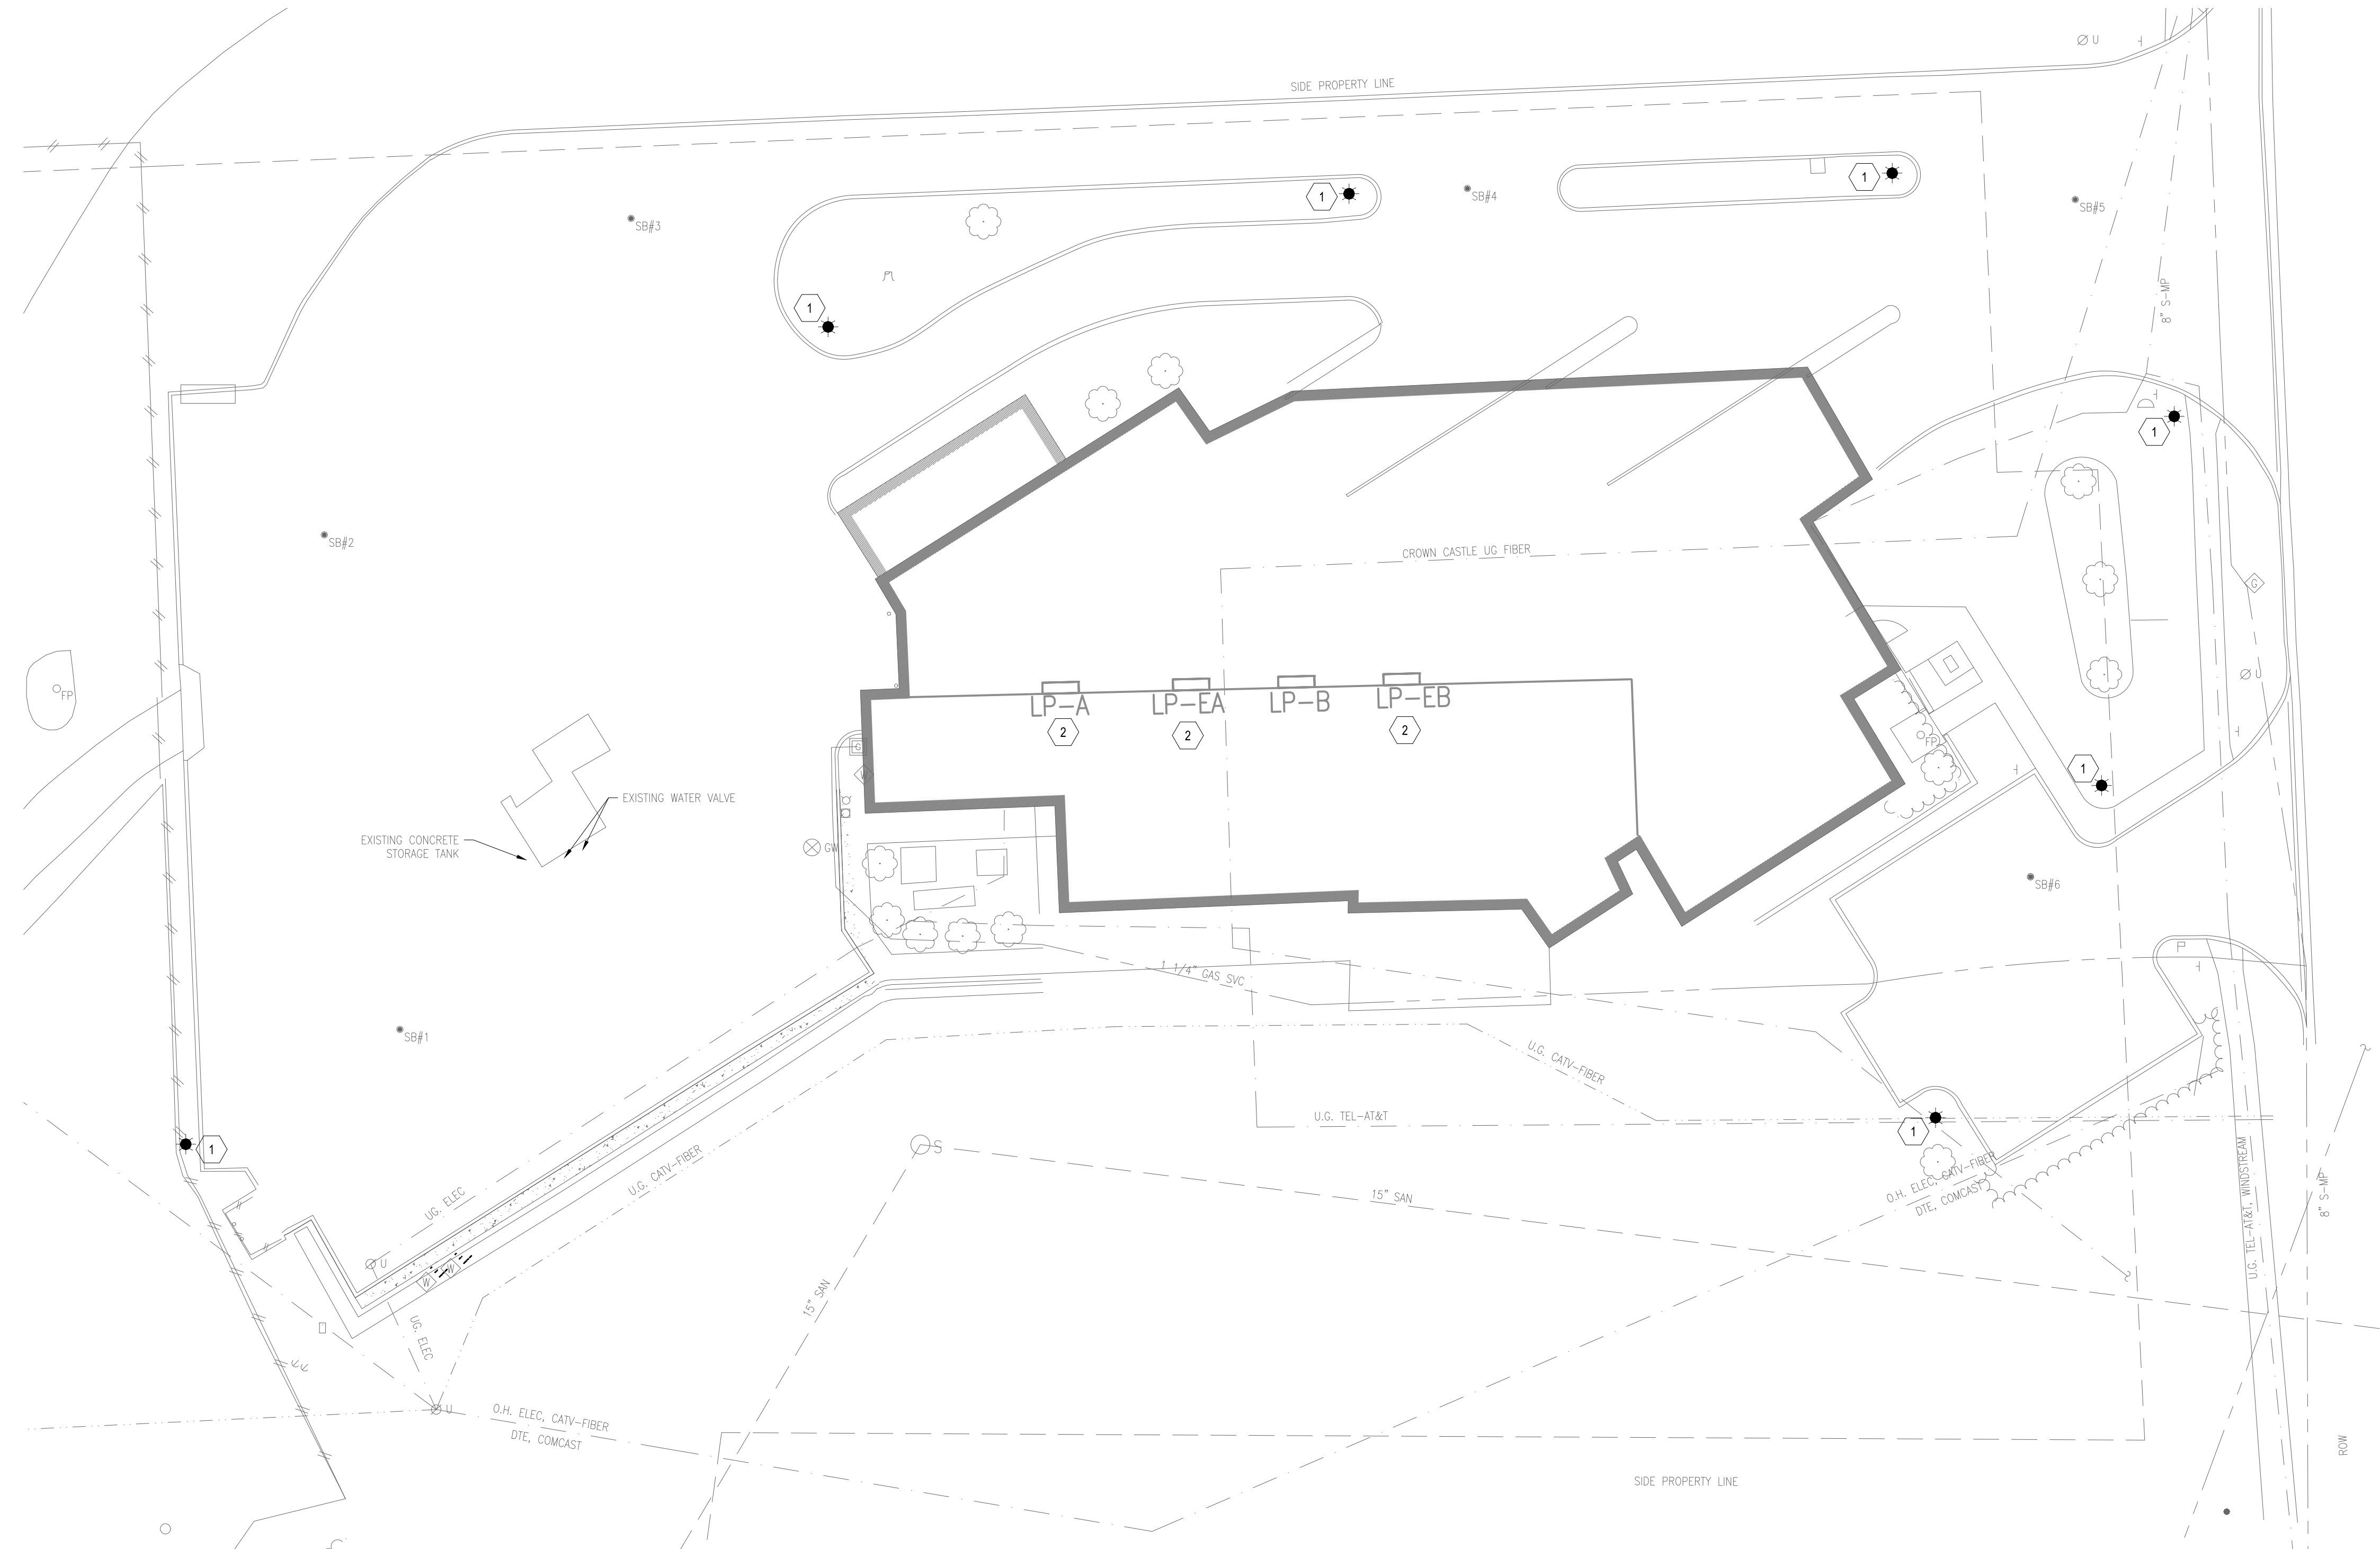 U
SIDE PROPERTY LINE
1
1
SB#3
SB#4
SB#5
1
8" S-MP
1
SB#2
CROWN CASTLE UG FIBER
G
U
FP
LP-A
LP-EA
LP-B
LP-EB
2
2
2
G
W
FP
1
EXISTING WATER VALVE
EXISTING CONCRETE
STORAGE TANK
GW
SB#6
1 1/4" GAS SVC
SB#1
U.G. CATV-FIBER
U.G. TEL-AT&T
1
1
S
U.G. CATV-FIBER
UG. ELEC
15" SAN
O.H. ELEC, CATV-FIBER
DTE, COMCAST
U.G. TEL-AT&T, WINDSTREAM
8" S-MP
U
W
W
15" SAN
UG. ELEC
U
O.H. ELEC, CATV-FIBER
DTE, COMCAST
SIDE PROPERTY LINE
ROW